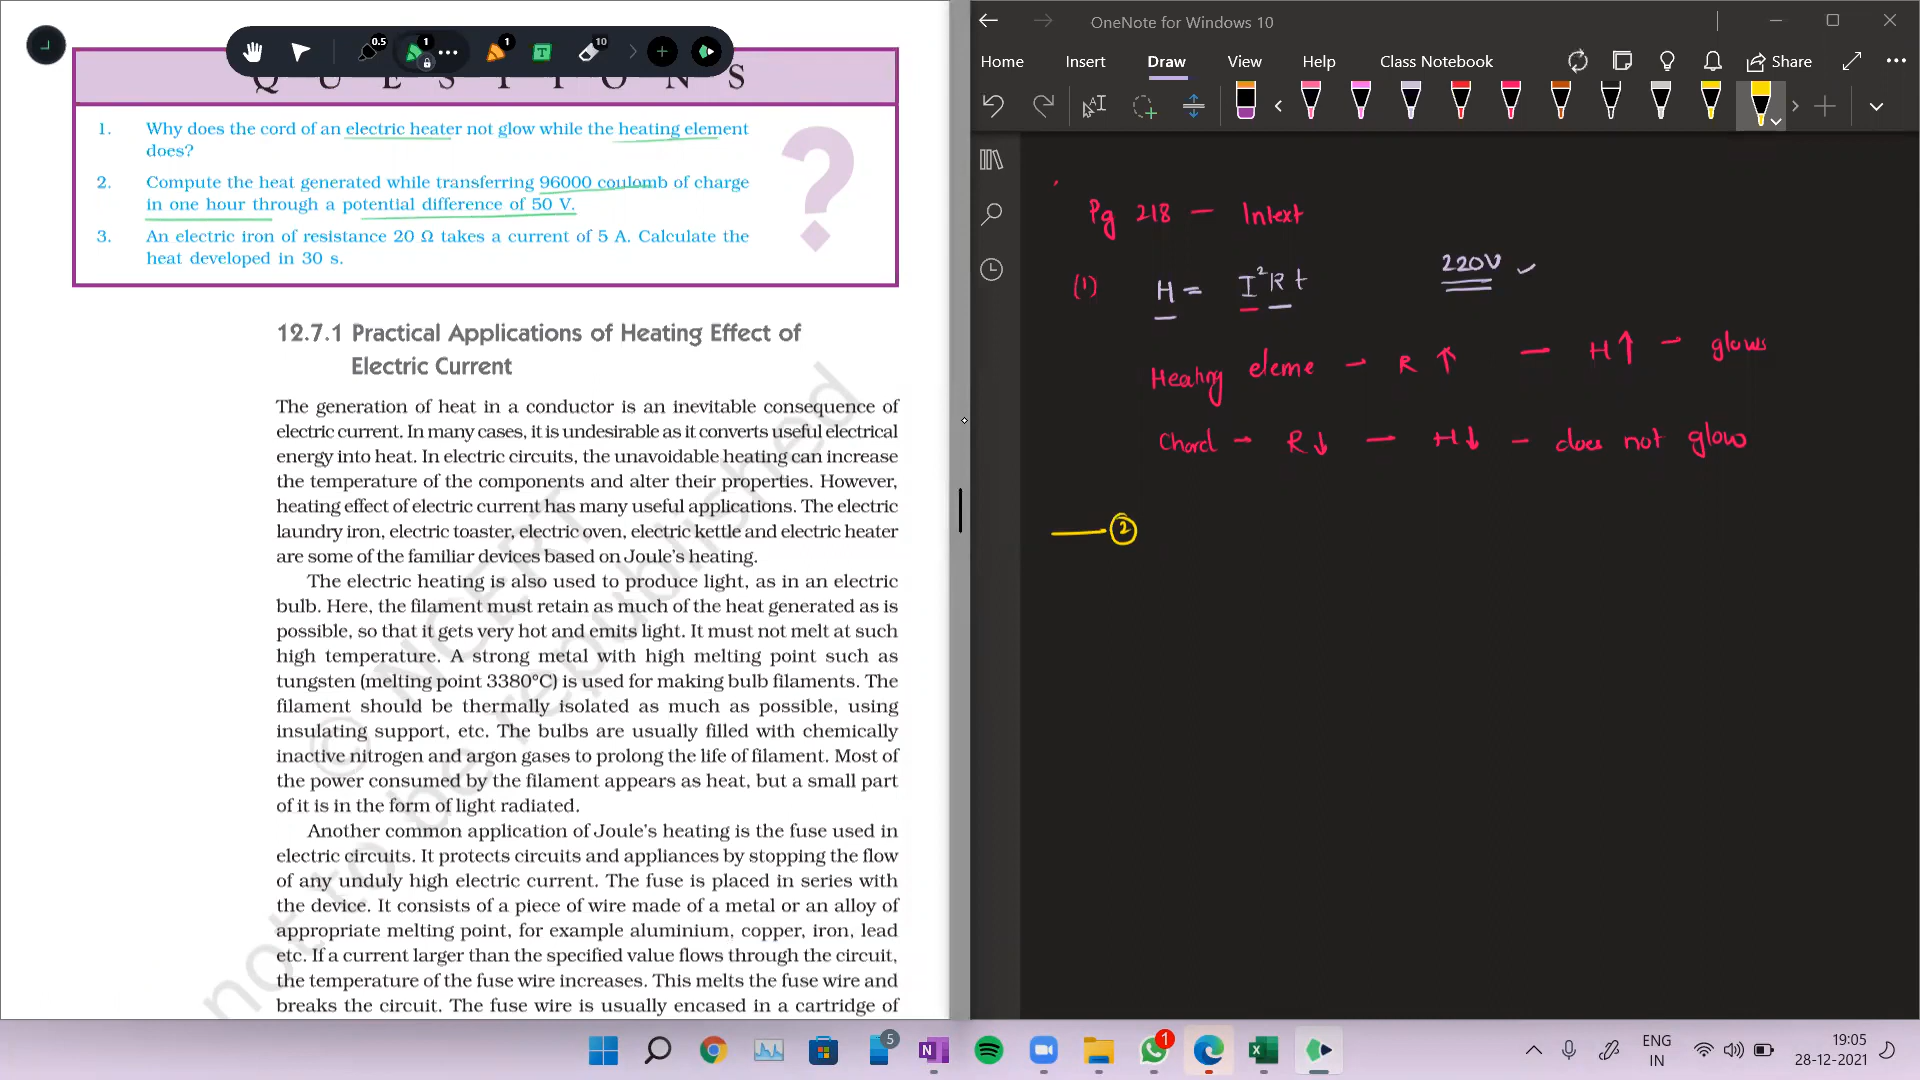 0.5
1
1
10
QUESTIONS
1. Why does the cord of an electric heater not glow while the heating element
does?
2. Compute the heat generated while transferring 96000 coulomb of charge
in one hour through a potential difference of 50 V.
3. An electric iron of resistance 20 Ω takes a current of 5 A. Calculate the
heat developed in 30 s.
12.7.1 Practical Applications of Heating Effect of
Electric Current
The generation of heat in a conductor is an inevitable consequence of
electric current. In many cases, it is undesirable as it converts useful electrical
energy into heat. In electric circuits, the unavoidable heating can increase
the temperature of the components and alter their properties. However,
heating effect of electric current has many useful applications. The electric
laundry iron, electric toaster, electric oven, electric kettle and electric heater
are some of the familiar devices based on Joule's heating.
The electric heating is also used to produce light, as in an electric
bulb. Here, the filament must retain as much of the heat generated as is
possible, so that it gets very hot and emits light. It must not melt at such
high temperature. A strong metal with high melting point such as
tungsten (melting point 3380°C) is used for making bulb filaments. The
filament should be thermally isolated as much as possible, using
insulating support, etc. The bulbs are usually filled with chemically
inactive nitrogen and argon gases to prolong the life of filament. Most of
the power consumed by the filament appears as heat, but a small part
of it is in the form of light radiated.
Another common application of Joule's heating is the fuse used in
electric circuits. It protects circuits and appliances by stopping the flow
of any unduly high electric current. The fuse is placed in series with
the device. It consists of a piece of wire made of a metal or an alloy of
appropriate melting point, for example aluminium, copper, iron, lead
etc. If a current larger than the specified value flows through the circuit,
the temperature of the fuse wire increases. This melts the fuse wire and
breaks the circuit. The fuse wire is usually encased in a cartridge of
© NCERT
not to be republished
OneNote for Windows 10
Home Insert Draw View Help Class Notebook Share
Pg 218 — Intext
(1) H = I²Rt 220V ✓
Heating eleme — R ↑ — H↑ — glows
Chord — R↓ — H↓ — does not glow
— 2
5
1
ENG
IN
19:05
28-12-2021